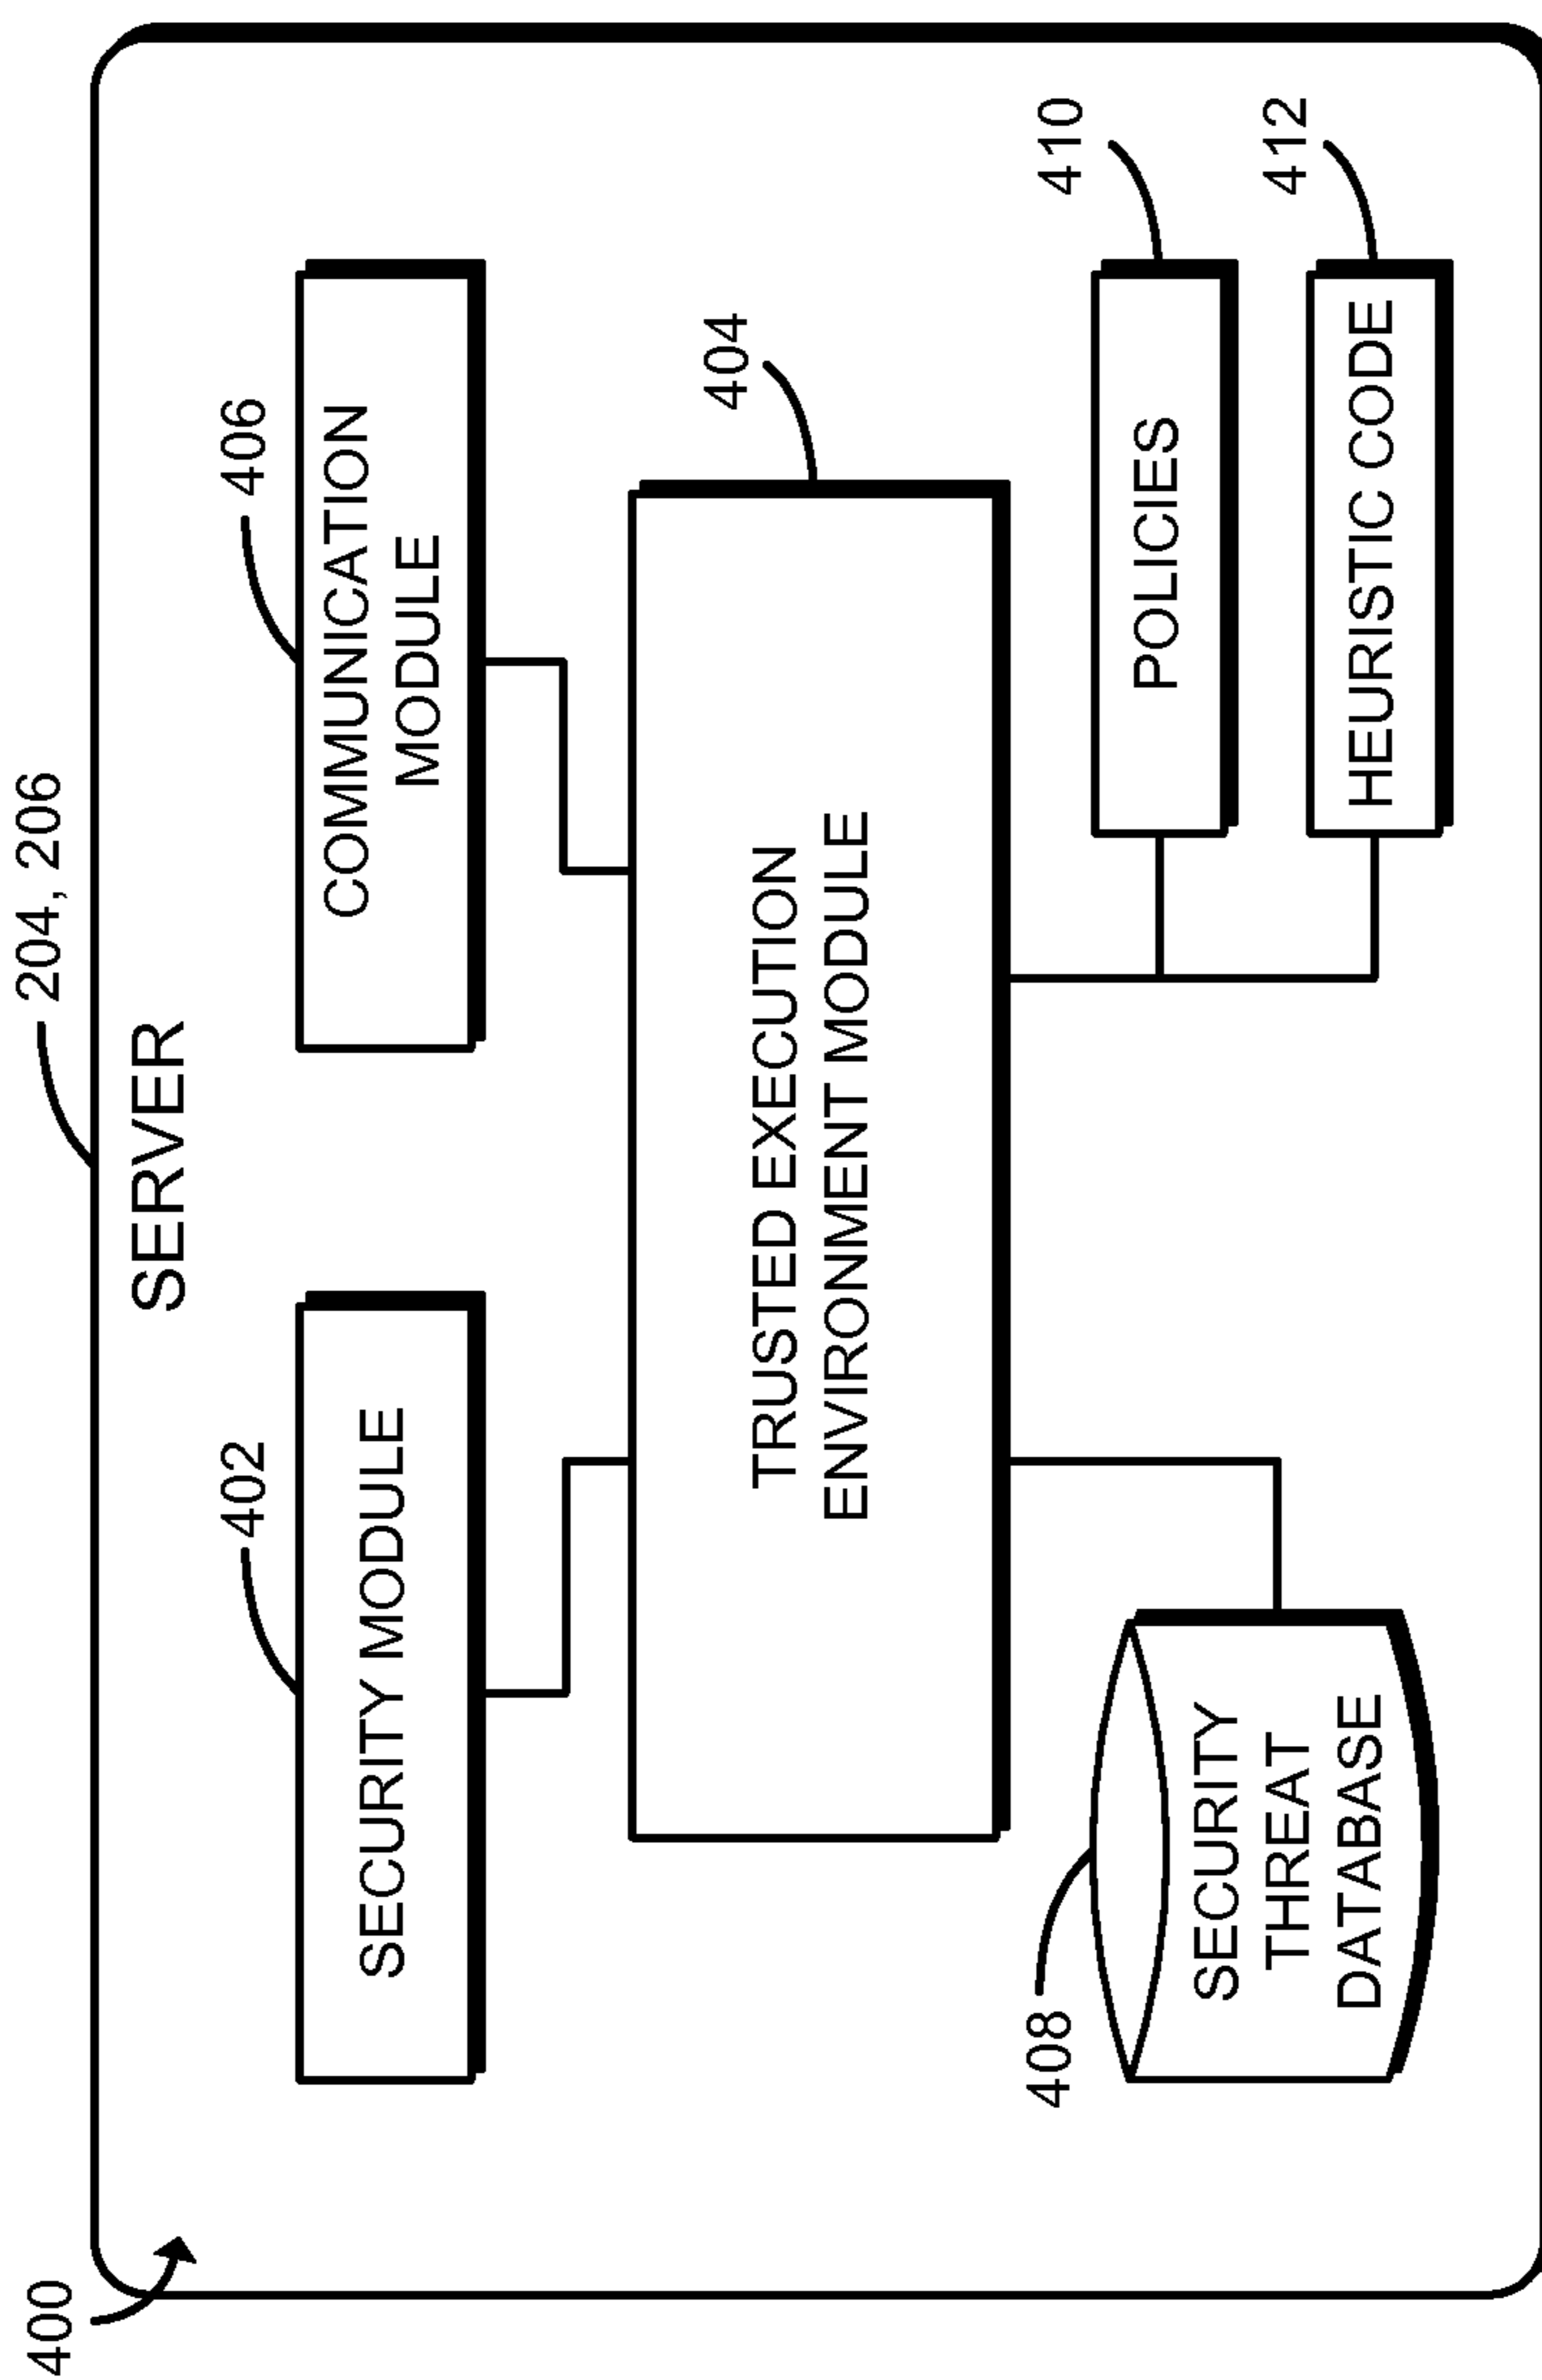 400
204, 206
SERVER
402
406
SECURITY MODULE
COMMUNICATION
MODULE
404
TRUSTED EXECUTION
ENVIRONMENT MODULE
408
SECURITY
THREAT
DATABASE
410
POLICIES
412
HEURISTIC CODE